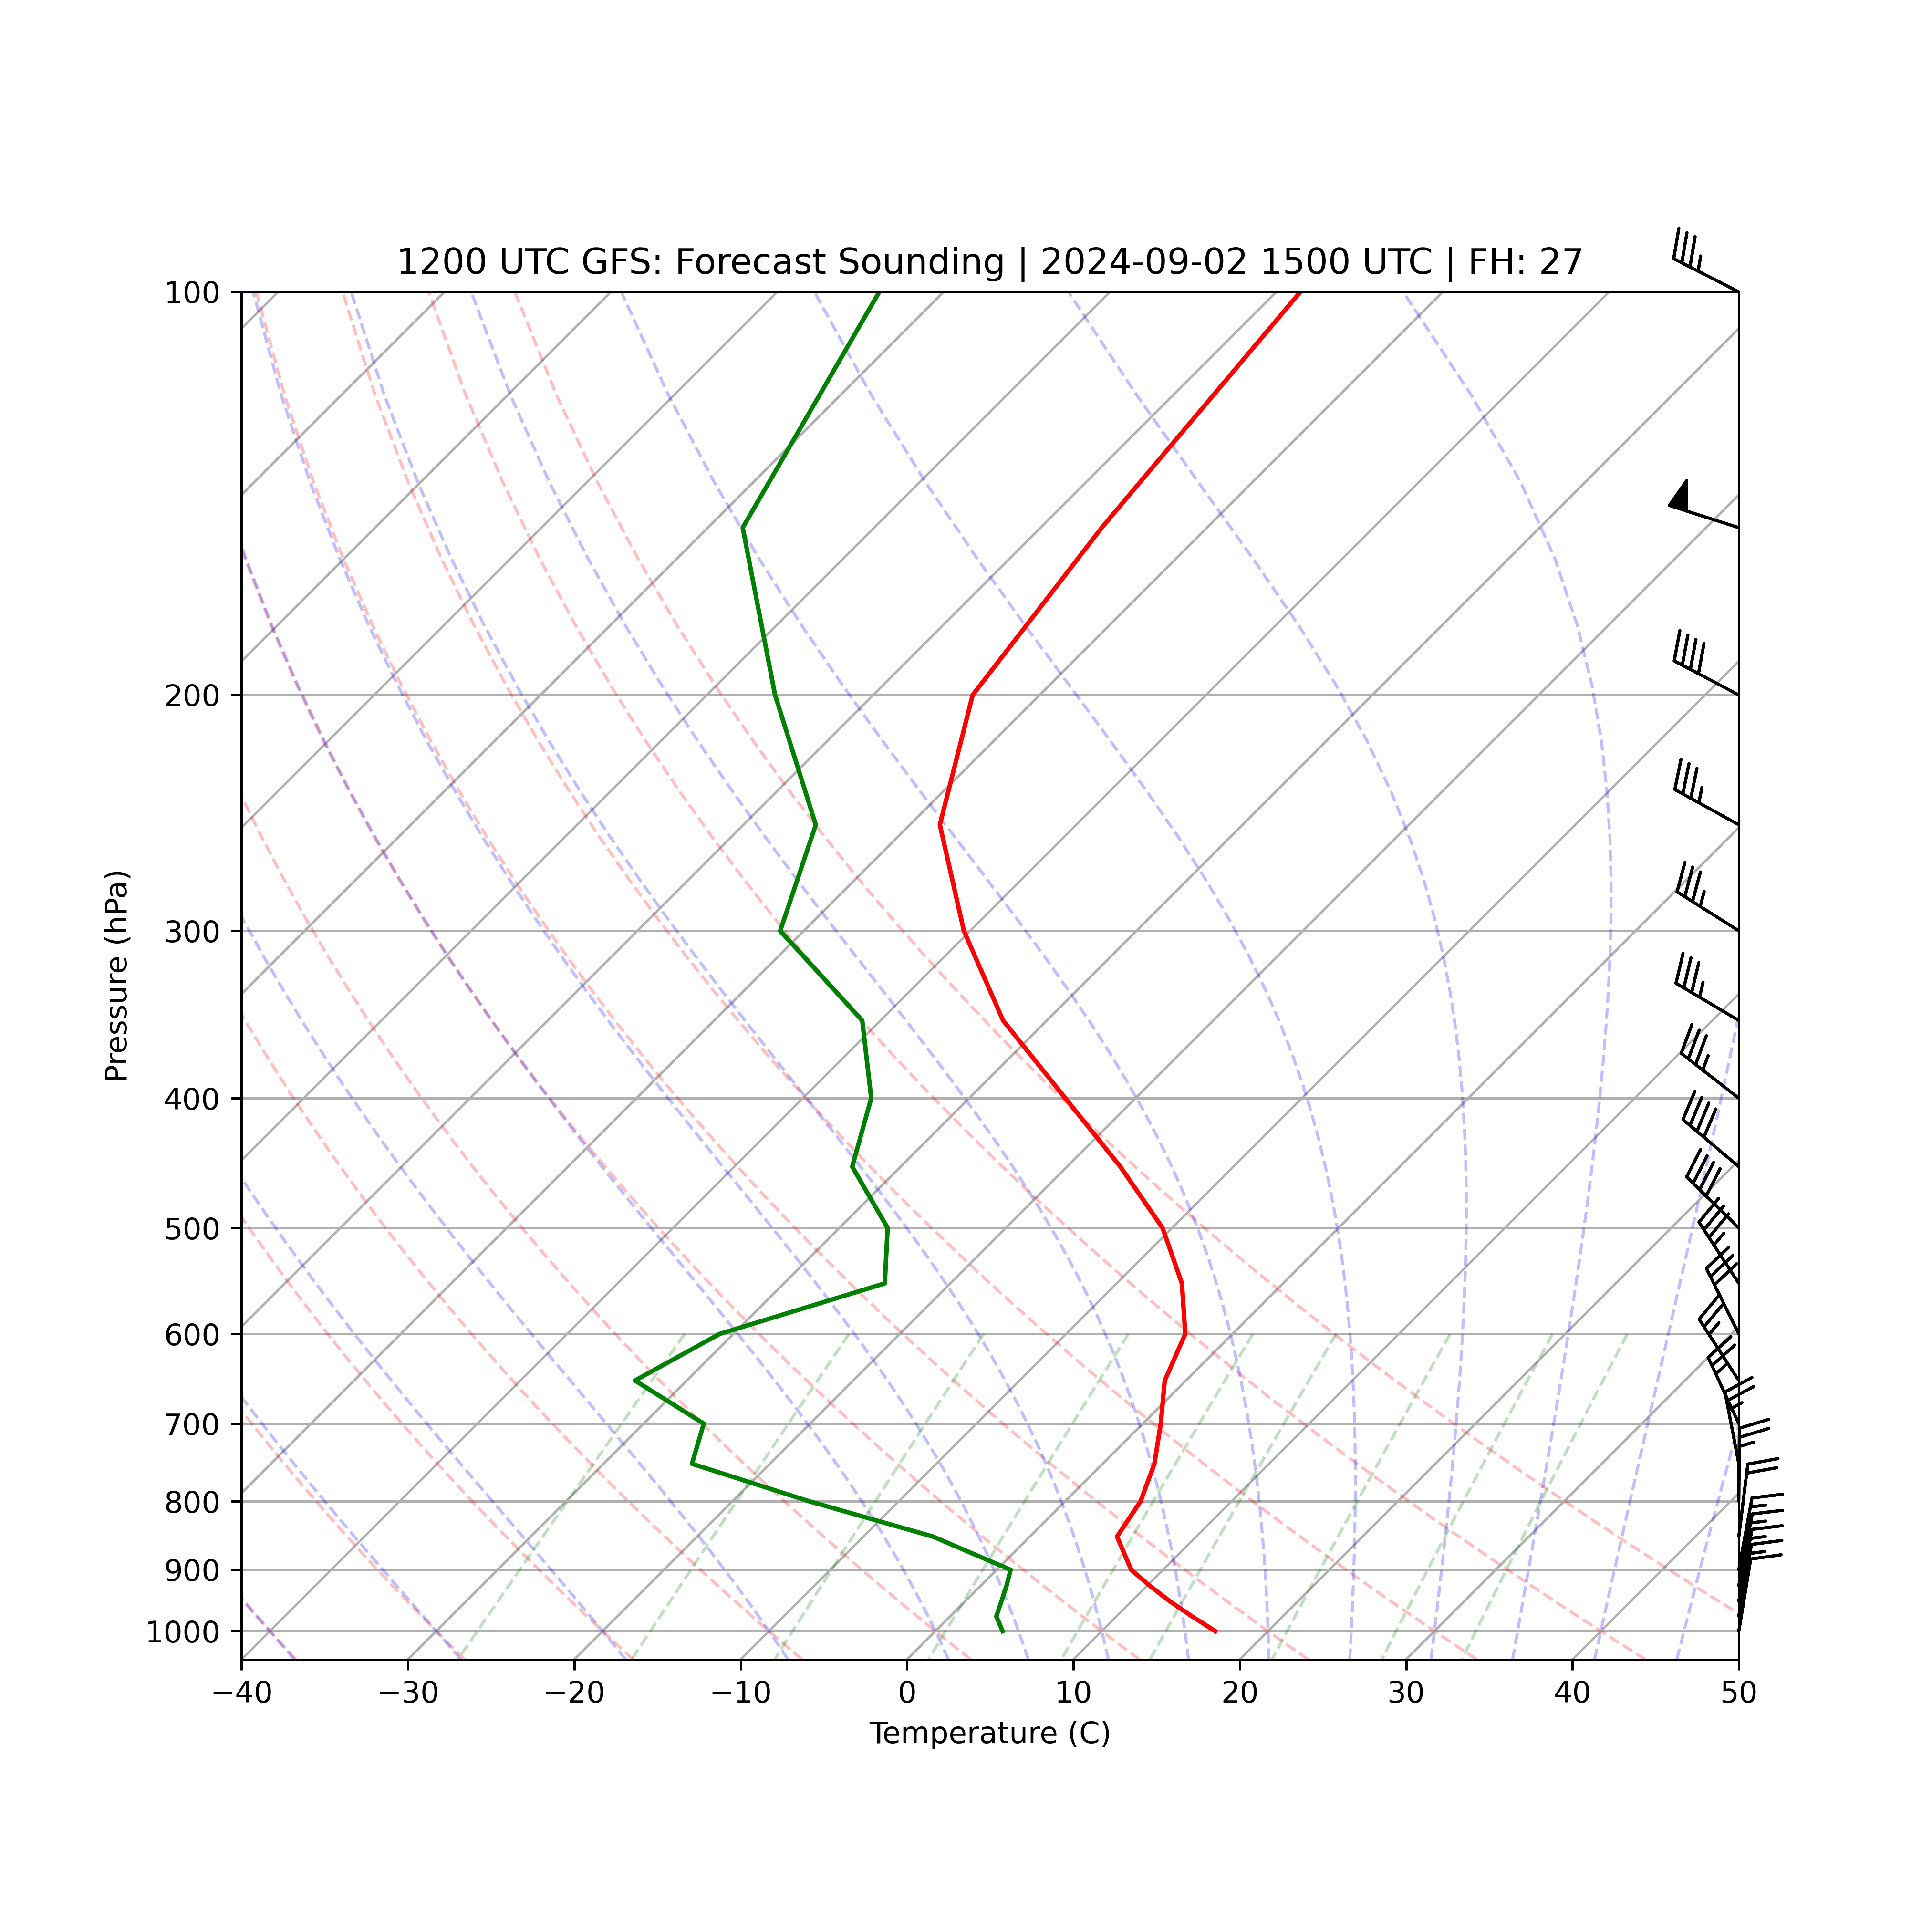 1200 UTC GFS: Forecast Sounding | 2024-09-02 1500 UTC | FH: 27
100
200
300
400
500
600
700
800
900
1000
Pressure (hPa)
−40 −30 −20 −10 0 10 20 30 40 50
Temperature (C)